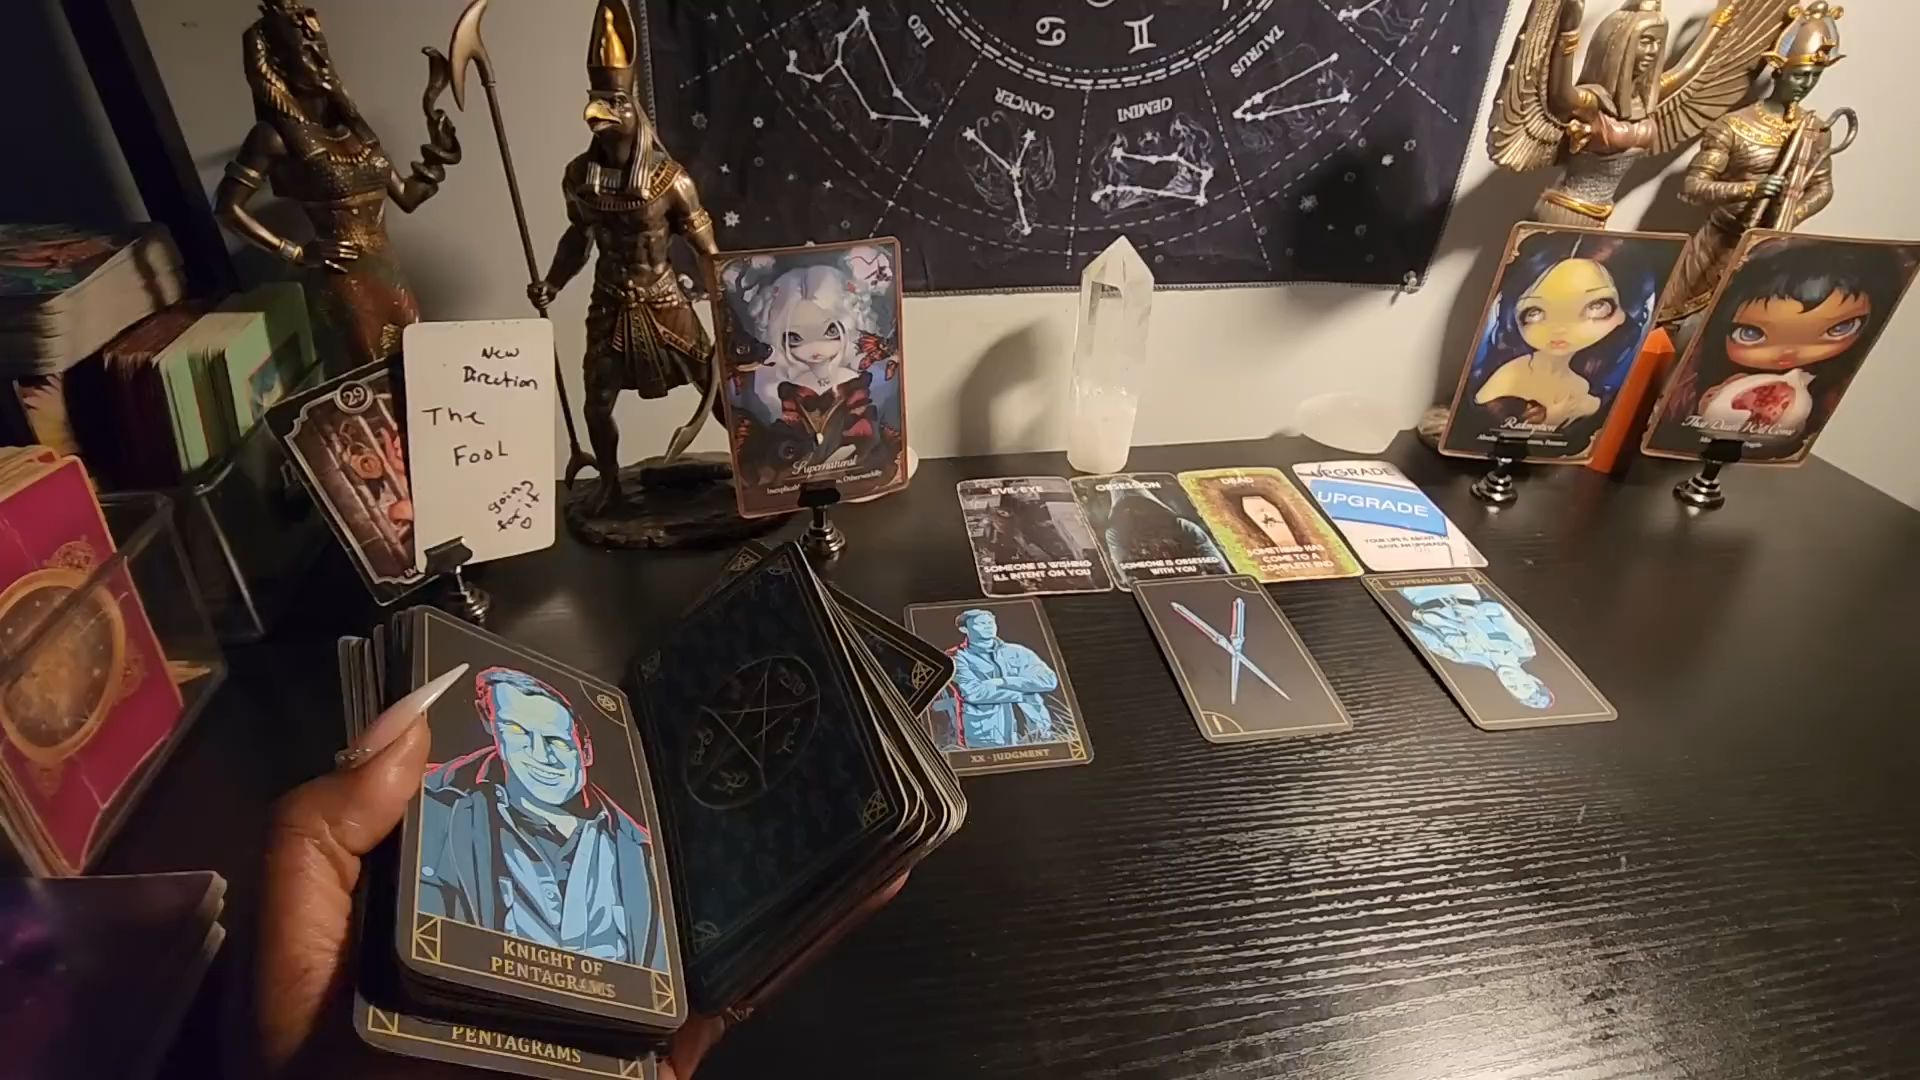 LEO
CANCER
GEMINI
TAURUS
29
New
Direction
The
Fool
going
for it?
Supernatural
Redemption
EVIL EYE
SOMEONE IS WISHING
ILL INTENT ON YOU
OBSESSION
SOMEONE IS OBSESSED
WITH YOU
DEAD
SOMETHING HAS
COME TO A
COMPLETE END
UPGRADE
UPGRADE
YOUR LIFE IS ABOUT TO
HAVE AN UPGRADE
XX - JUDGMENT
I
XIV - TEMPERANCE
KNIGHT OF
PENTAGRAMS
PENTAGRAMS